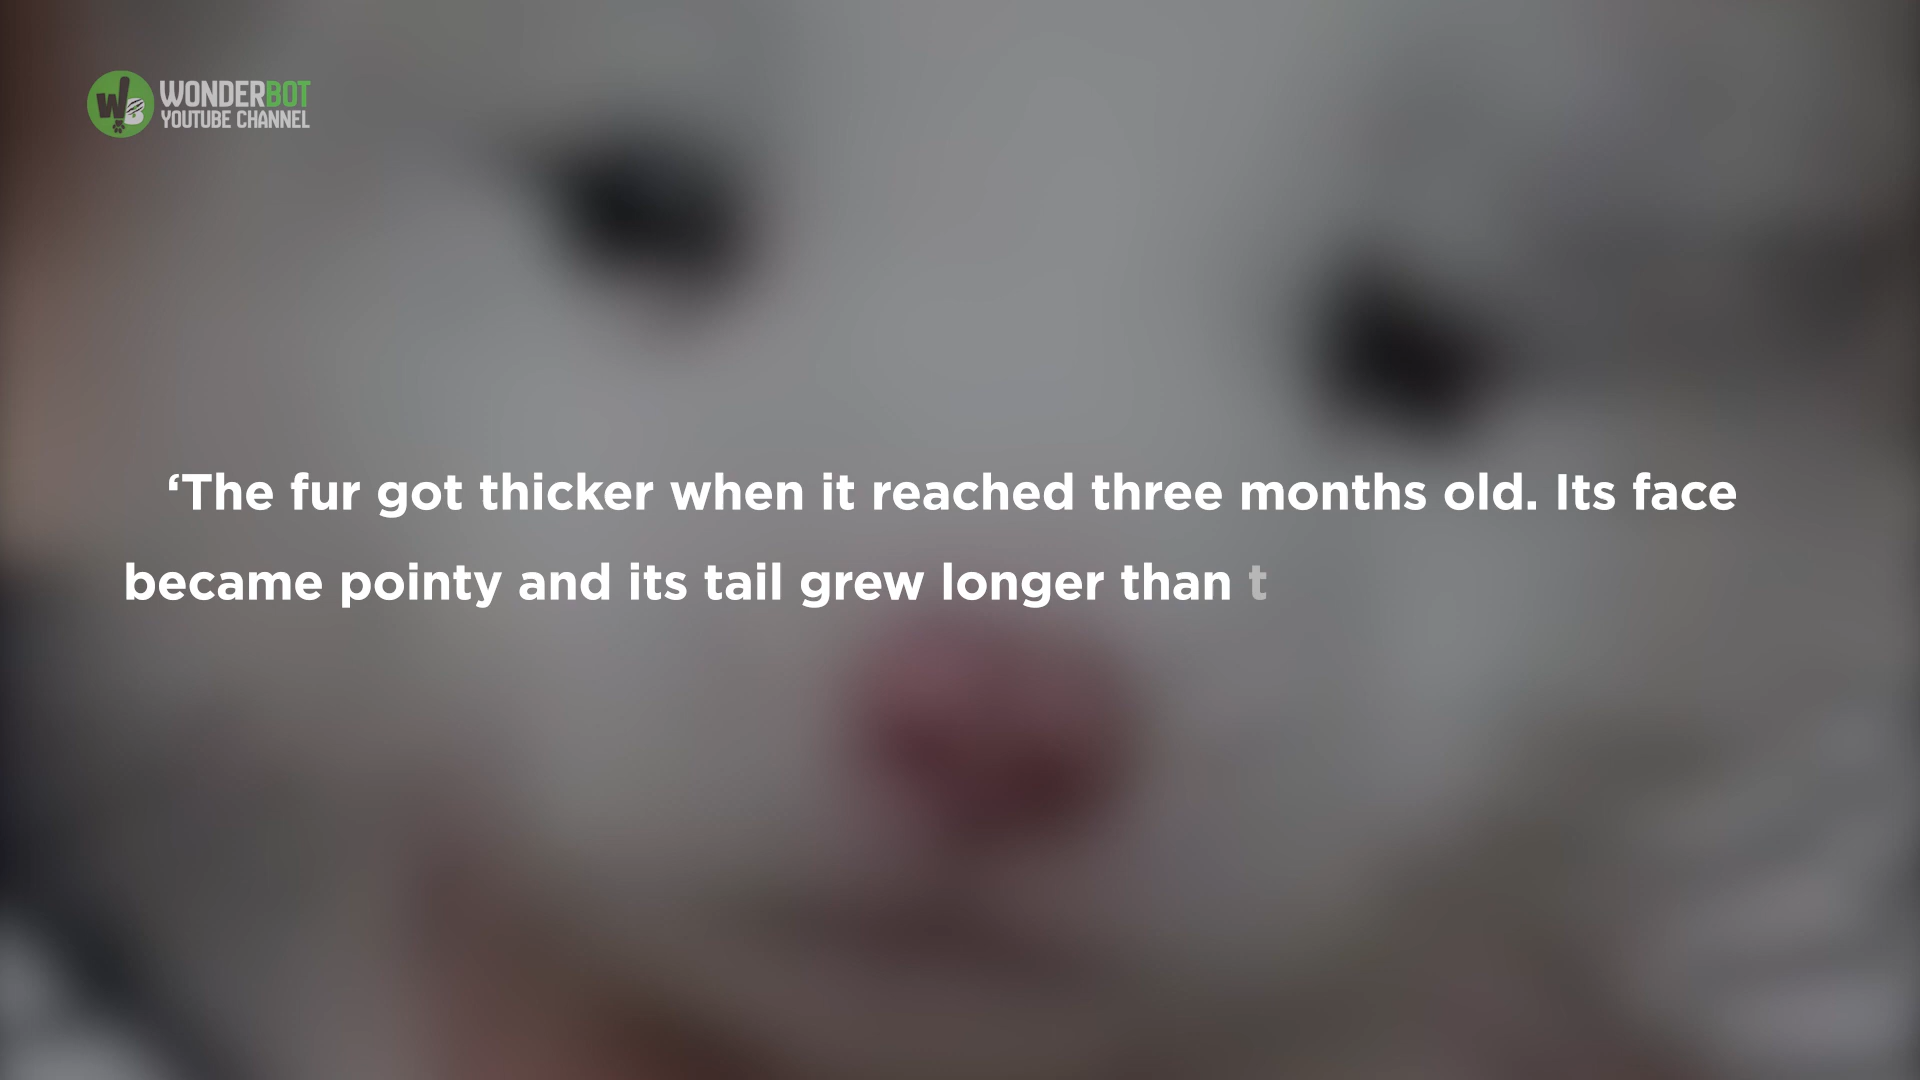 WONDERBOT
YOUTUBE CHANNEL
‘The fur got thicker when it reached three months old. Its face
became pointy and its tail grew longer than t